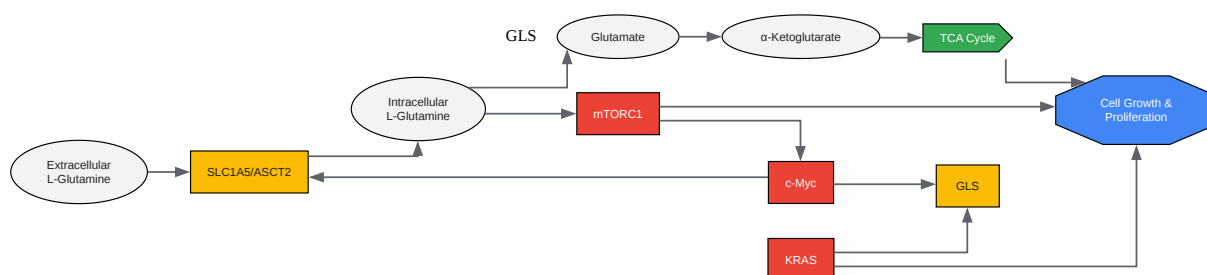 GLS
Glutamate
α-Ketoglutarate
TCA Cycle
Intracellular
L-Glutamine
mTORC1
Cell Growth &
Proliferation
Extracellular
L-Glutamine
SLC1A5/ASCT2
c-Myc
GLS
KRAS